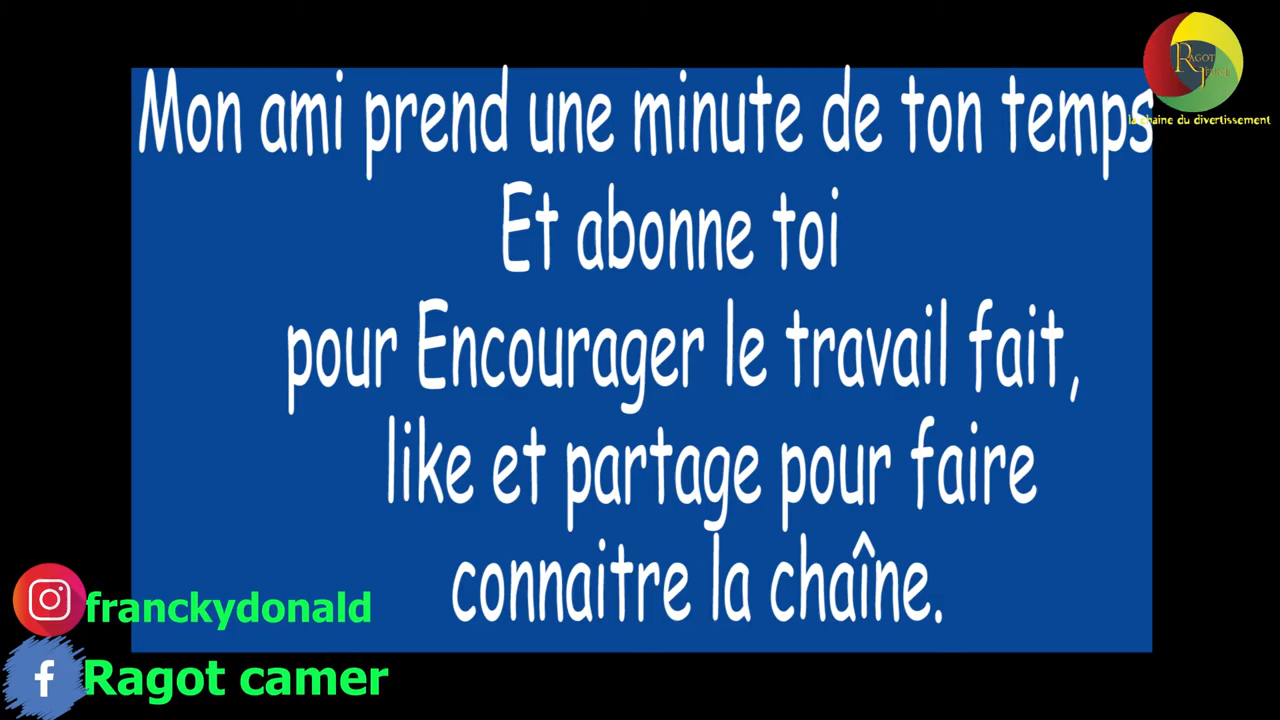 Mon ami prend une minute de ton temps
Et abonne toi
pour Encourager le travail fait,
like et partage pour faire
connaitre la chaîne.
RAGOT
la chaine du divertissement
franckydonald
Ragot camer